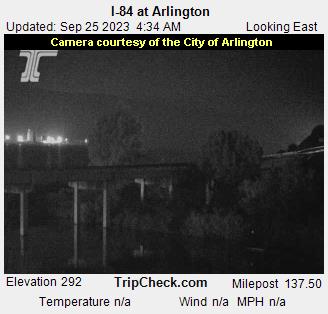 I-84 at Arlington
Updated: Sep 25 2023 4:34 AM Looking East
Camera courtesy of the City of Arlington
Elevation 292 TripCheck.com Milepost 137.50
Temperature n/a Wind n/a MPH n/a